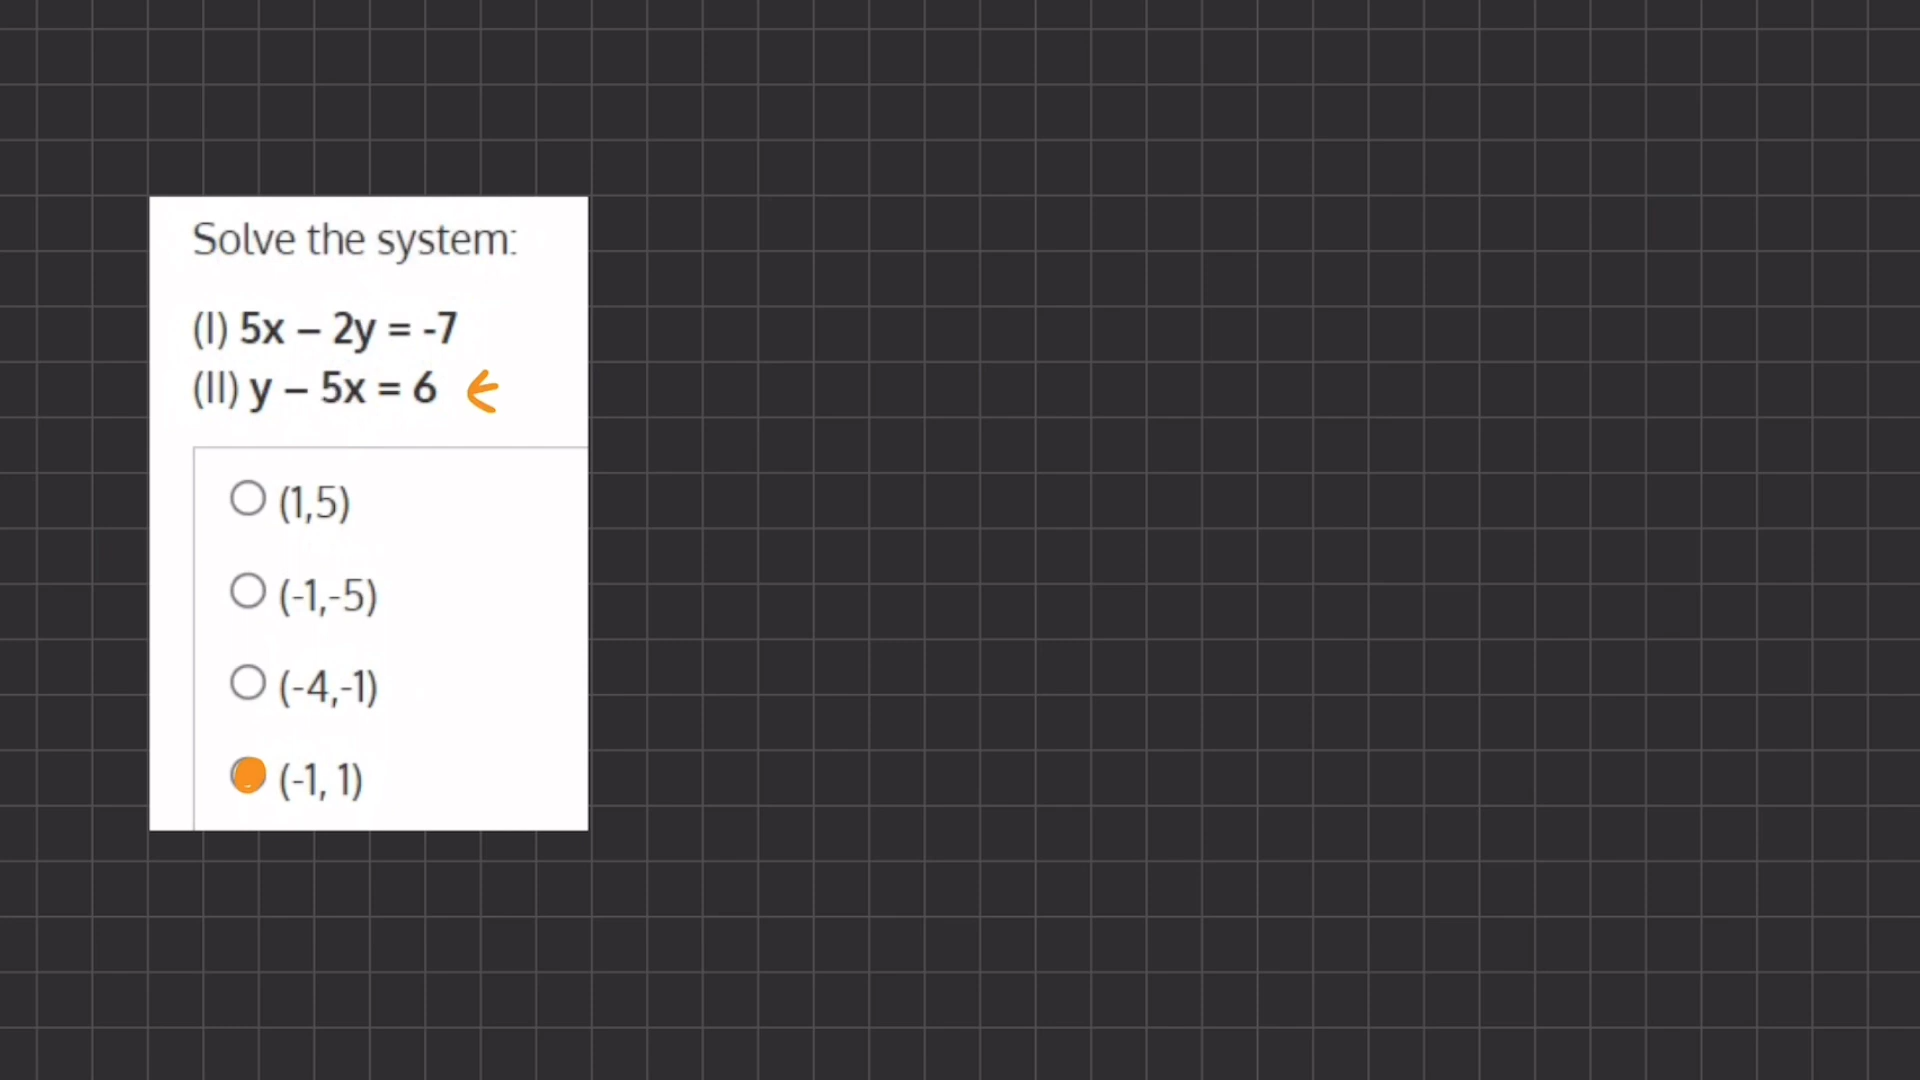 Solve the system:
(I) 5x – 2y = -7
(II) y – 5x = 6
(1,5)
(-1,-5)
(-4,-1)
(-1, 1)